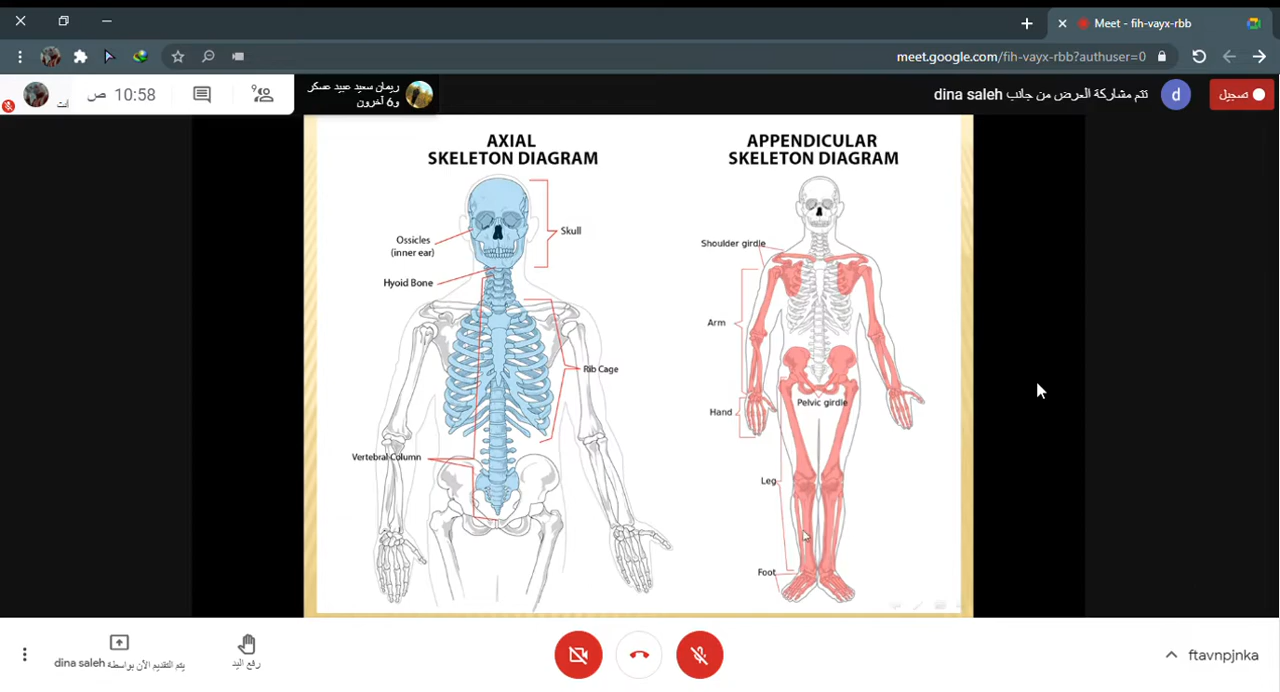 Meet - fih-vayx-rbb
meet.google.com/fih-vayx-rbb?authuser=0
10:58 ص
9
ريمان سعيد عبيد عسكر
و6 آخرون
تتم مشاركة العرض من جانب dina saleh
d
تسجيل
AXIAL
SKELETON DIAGRAM
Skull
Ossicles
(inner ear)
Hyoid Bone
Rib Cage
Vertebral Column
APPENDICULAR
SKELETON DIAGRAM
Shoulder girdle
Arm
Pelvic girdle
Hand
Leg
Foot
يتم التقديم الآن بواسطة dina saleh
رفع اليد
ftavnpjnka